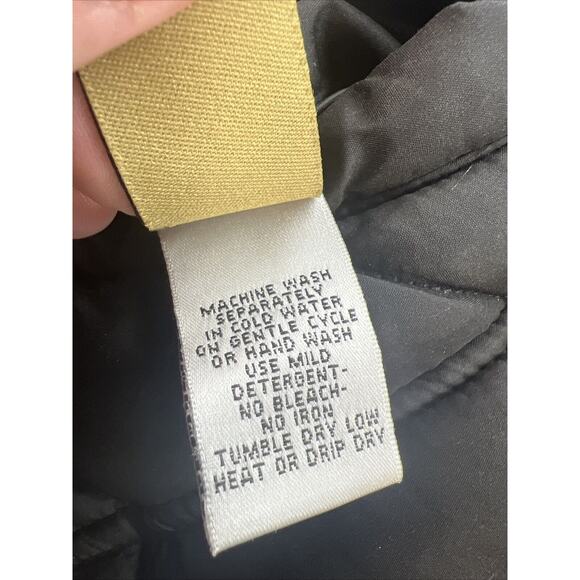 MACHINE WASH
SEPARATELY
IN COLD WATER
ON GENTLE CYCLE
OR HAND WASH
USE MILD
DETERGENT-
NO BLEACH-
NO IRON
TUMBLE DRY LOW
HEAT OR DRIP DRY